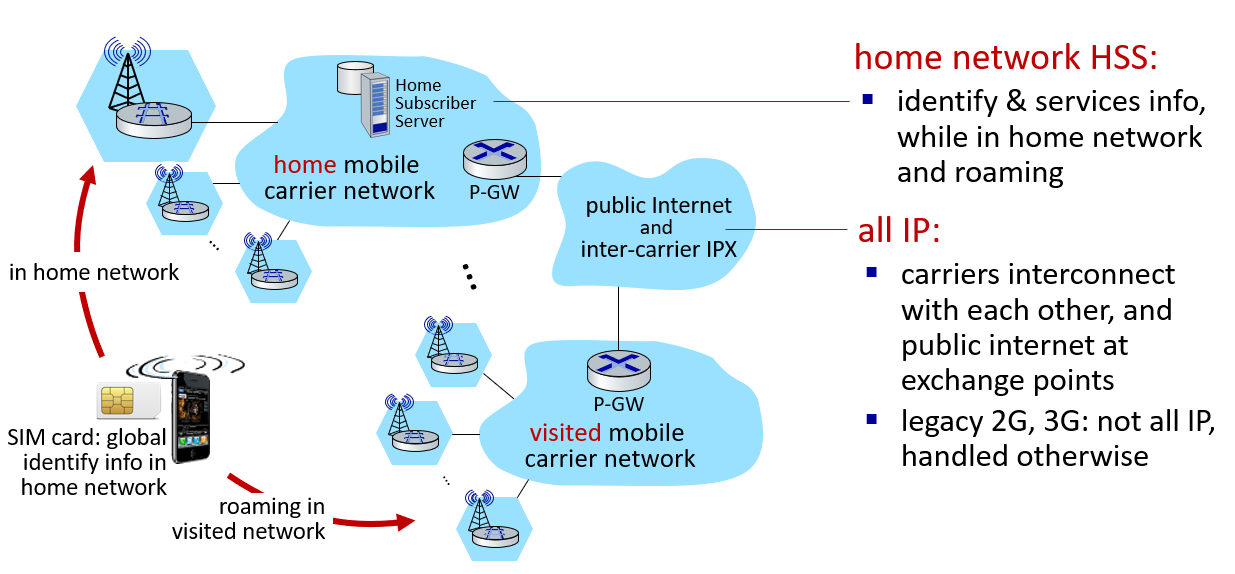 Home
Subscriber
Server
home mobile
carrier network
P-GW
public Internet
and
inter-carrier IPX
in home network
SIM card: global
identify info in
home network
roaming in
visited network
P-GW
visited mobile
carrier network
home network HSS:
identify & services info,
while in home network
and roaming
all IP:
carriers interconnect
with each other, and
public internet at
exchange points
legacy 2G, 3G: not all IP,
handled otherwise